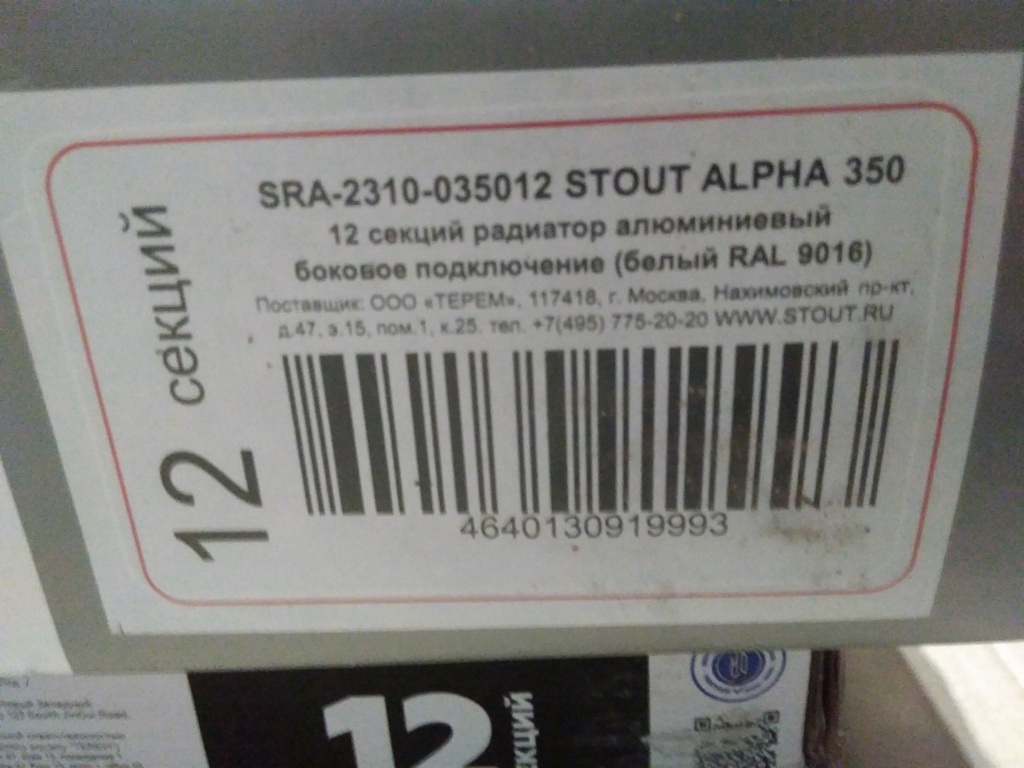 SRA-2310-035012 STOUT ALPHA 350
12 секций радиатор алюминиевый
боковое подключение (белый RAL 9016)
Поставщик: ООО «ТЕРЕМ», 117418, г. Москва, Нахимовский пр-кт,
д.47, э.15, пом.1, к.25. тел. +7(495) 775-20-20 WWW.STOUT.RU
4640130919993
12 секций
12